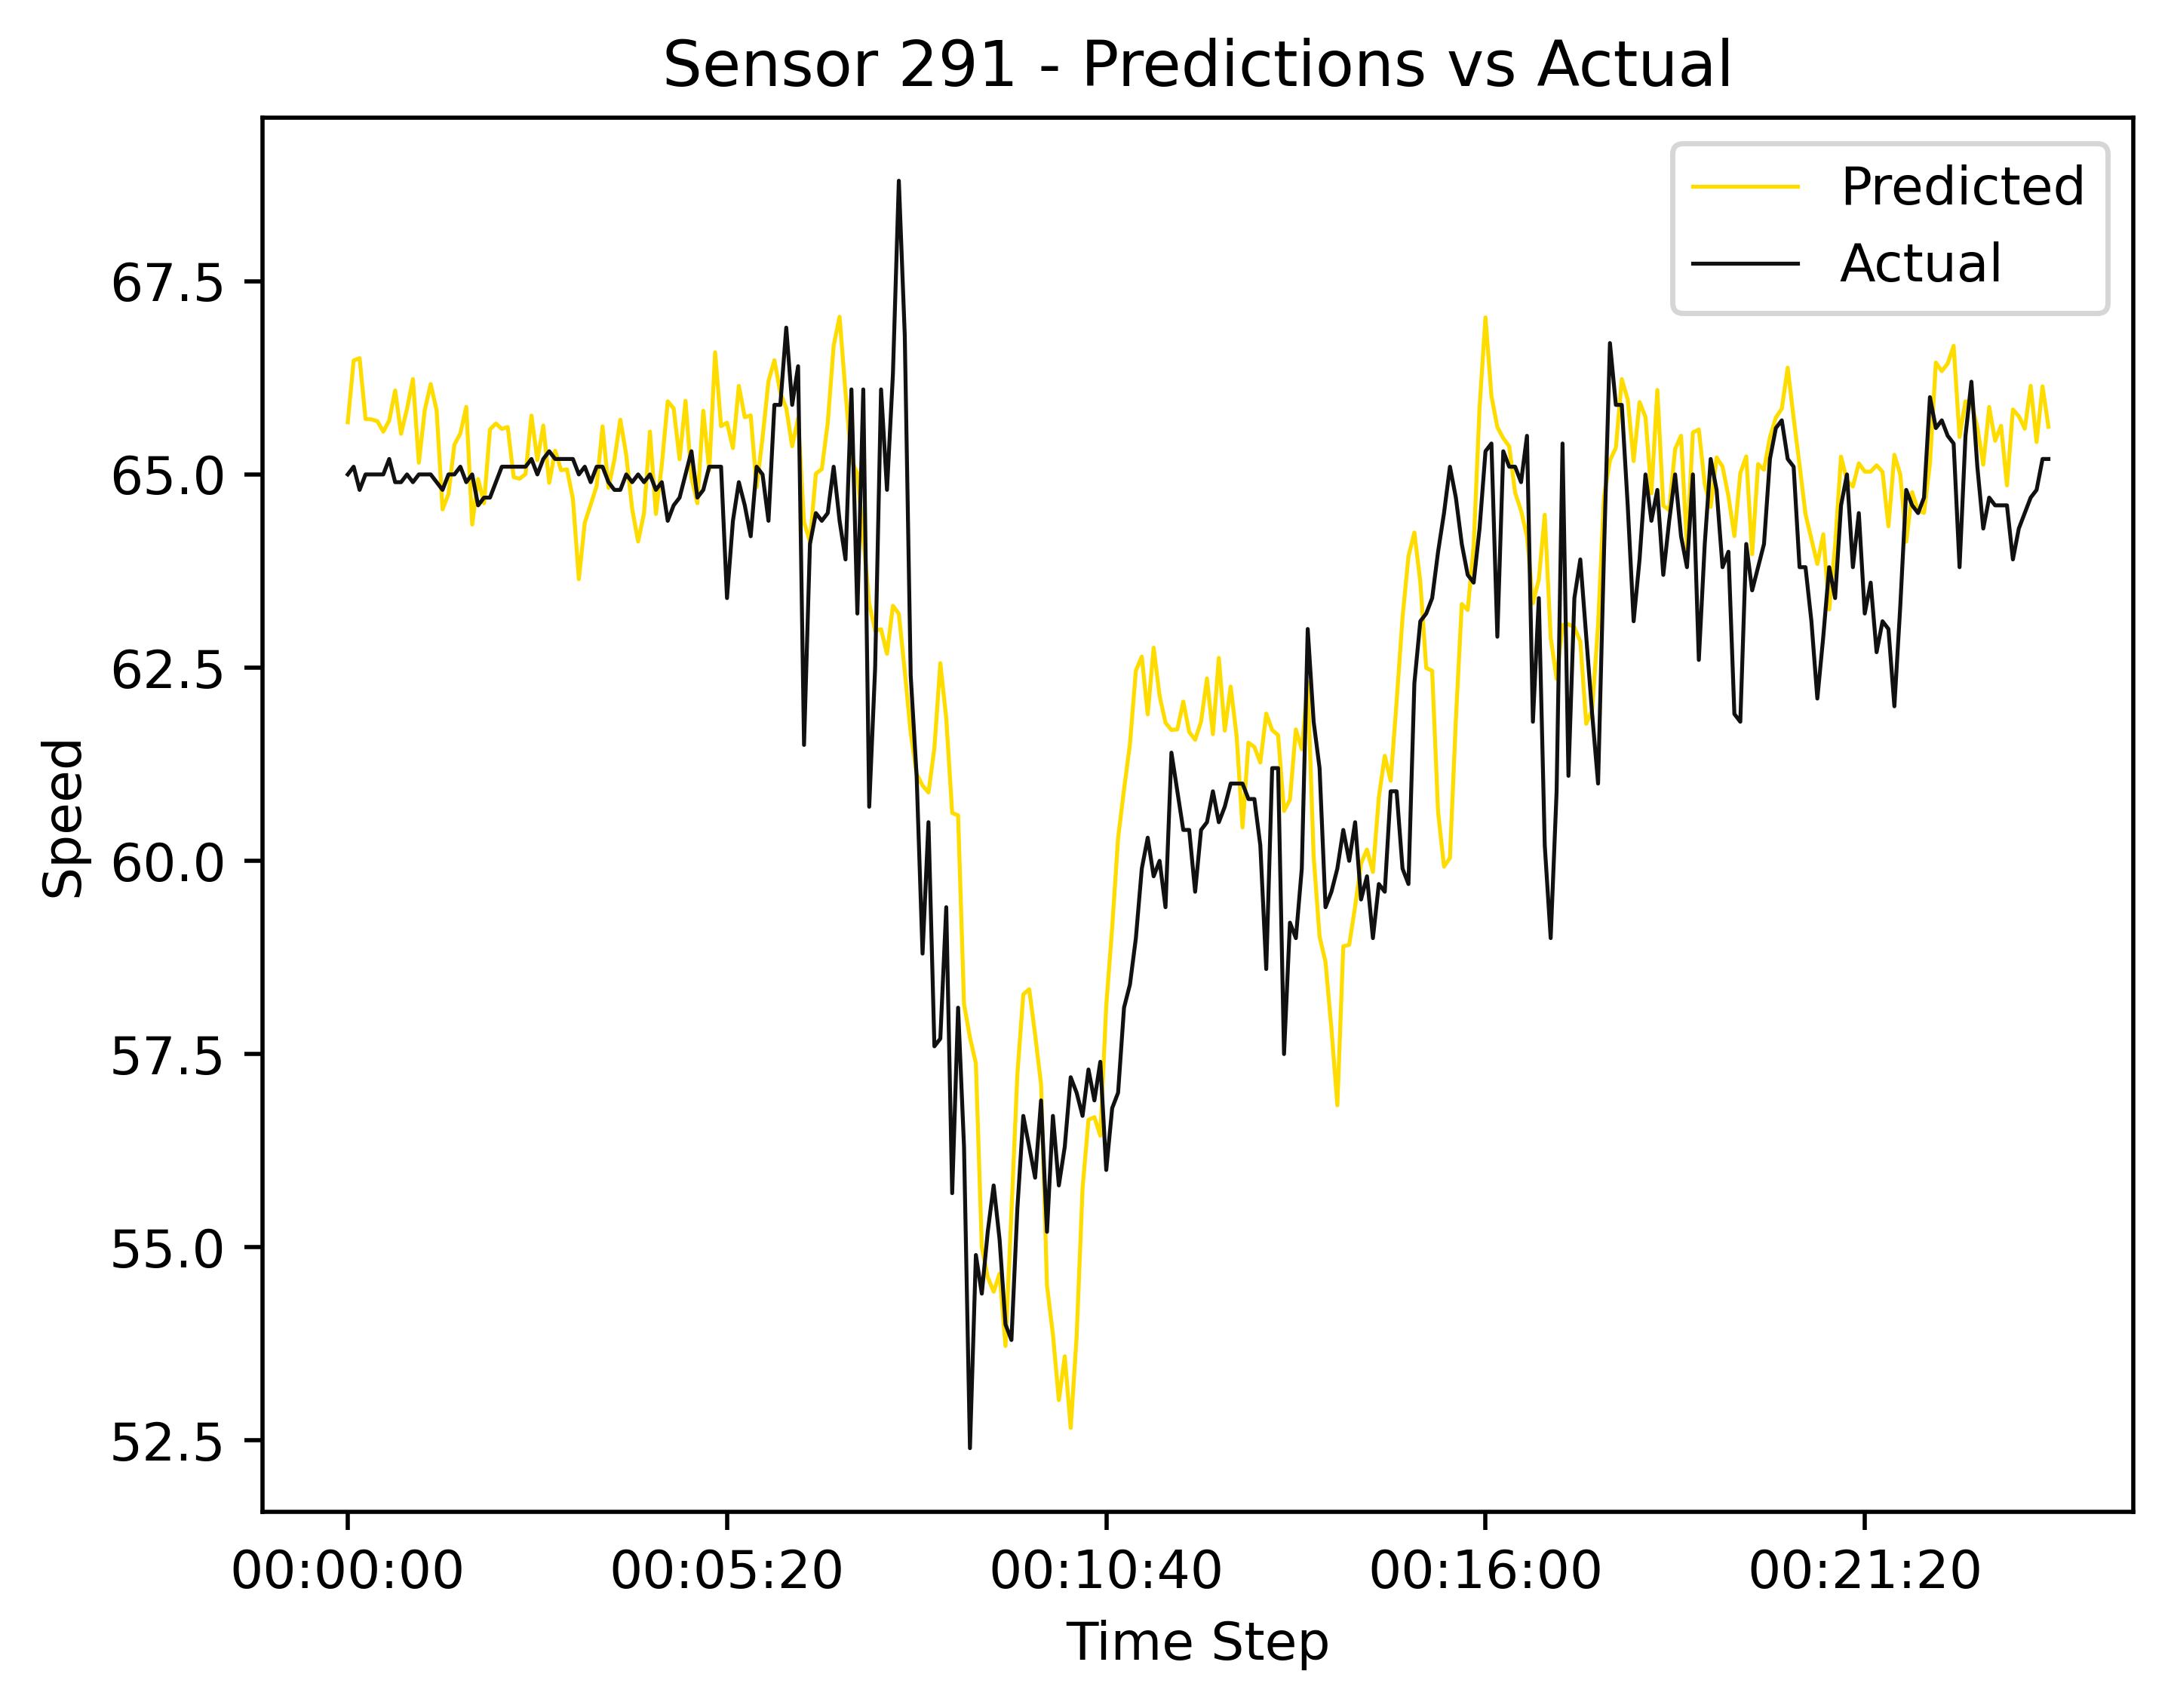 Sensor 291 - Predictions vs Actual
Predicted
Actual
67.5
65.0
62.5
60.0
57.5
55.0
52.5
Speed
00:00:00 00:05:20 00:10:40 00:16:00 00:21:20
Time Step